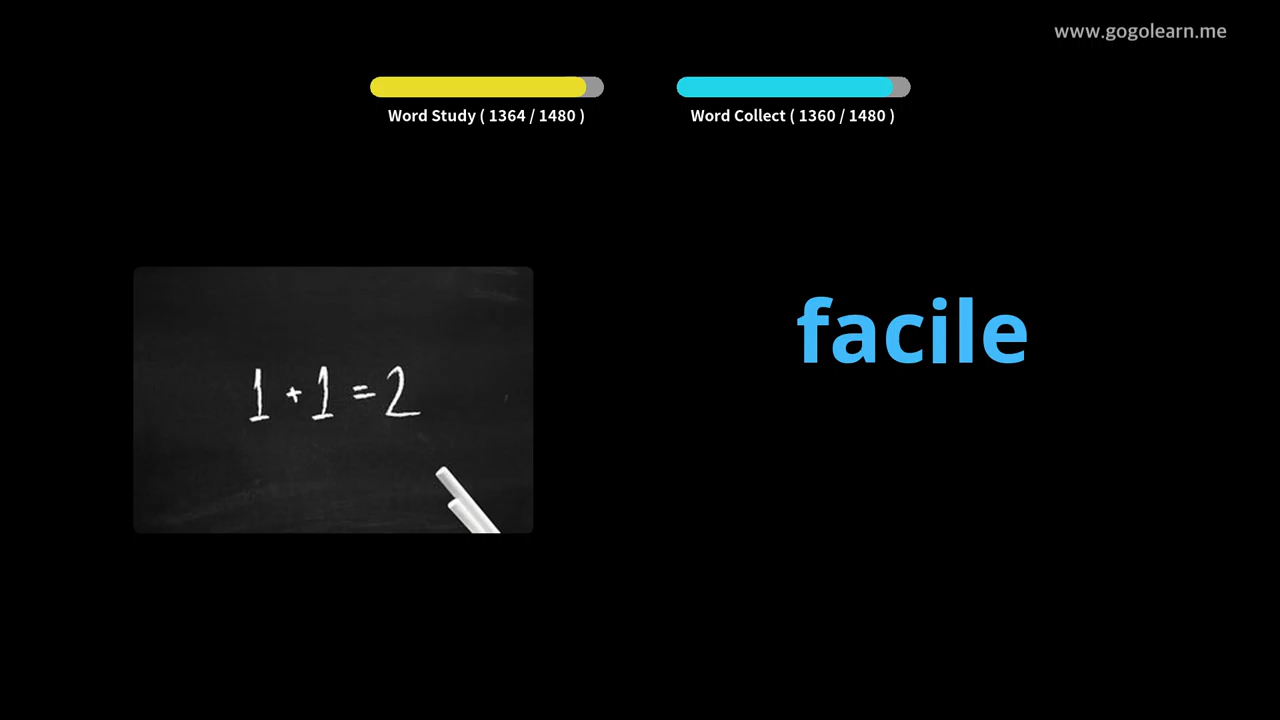 www.gogolearn.me
Word Study ( 1364 / 1480 )
Word Collect ( 1360 / 1480 )
facile
1 + 1 = 2